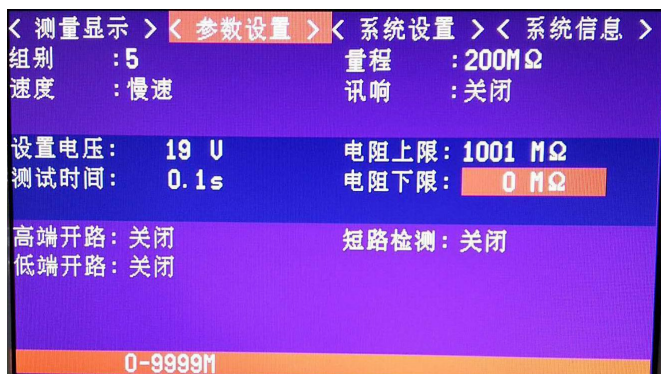 < 测量显示 > < 参数设置 > < 系统设置 > < 系统信息 >
组别 :5 量程 :200MΩ
速度 :慢速 讯响 :关闭
设置电压: 19 V 电阻上限: 1001 MΩ
测试时间: 0.1s 电阻下限: 0 MΩ
高端开路: 关闭 短路检测: 关闭
低端开路: 关闭
0-9999M